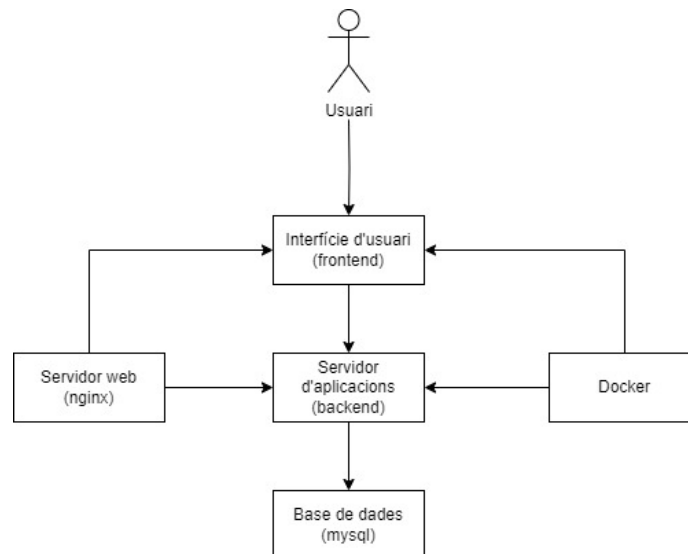 Usuari
Interfície d'usuari
(frontend)
Servidor web
(nginx)
Servidor
d'aplicacions
(backend)
Docker
Base de dades
(mysql)